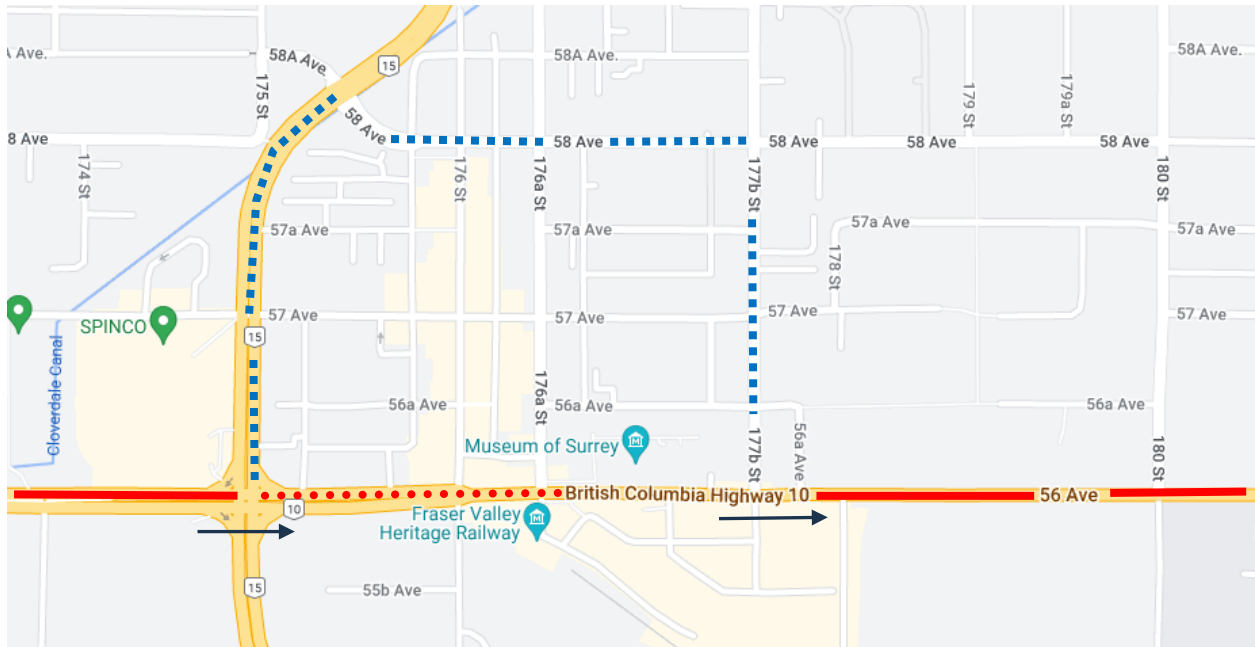 58A Ave.
58A Ave.
58A Ave.
A Ave.
15
175 St
179 St
179a St
58 Ave
8 Ave
58 Ave
58 Ave
58 Ave
58 Ave
174 St
176 St
176a St
177b St
180 St
57a Ave
57a Ave
57a Ave
57a Ave
178 St
57 Ave
57 Ave
57 Ave
57 Ave
SPINCO
15
Cloverdale Canal
176a St
56a Ave
56a Ave
56a Ave
Museum of Surrey
177b St
56a Ave
180 St
British Columbia Highway 10
56 Ave
10
Fraser Valley
Heritage Railway
15
55b Ave